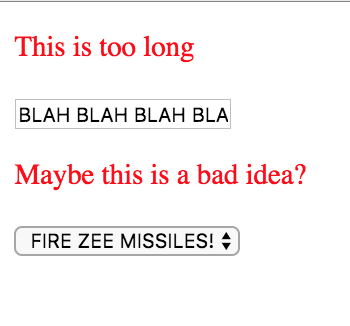 This is too long
BLAH BLAH BLAH BLA
Maybe this is a bad idea?
FIRE ZEE MISSILES!